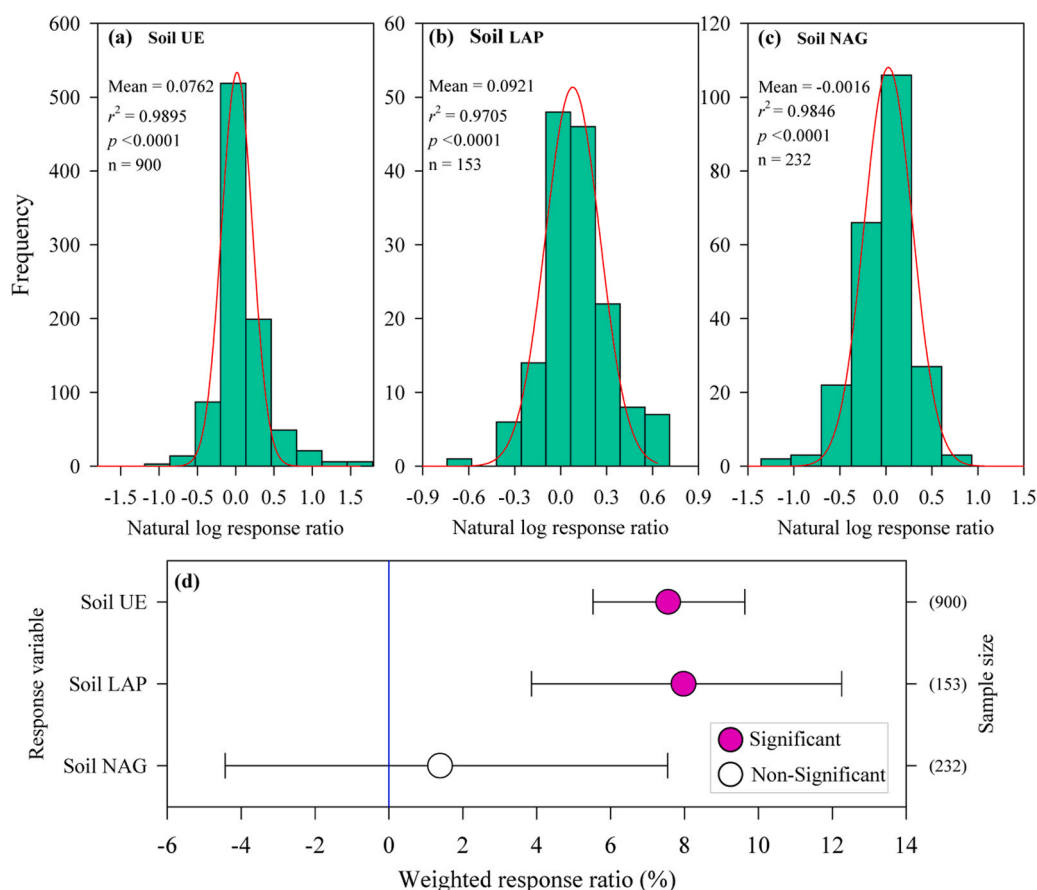 (a) Soil UE
Mean = 0.0762
r² = 0.9895
p <0.0001
n = 900
600
500
400
300
200
100
0
Frequency
-1.5 -1.0 -0.5 0.0 0.5 1.0 1.5
Natural log response ratio
(b) Soil LAP
Mean = 0.0921
r² = 0.9705
p <0.0001
n = 153
60
50
40
30
20
10
0
-0.9 -0.6 -0.3 0.0 0.3 0.6 0.9
Natural log response ratio
(c) Soil NAG
Mean = -0.0016
r² = 0.9846
p <0.0001
n = 232
120
100
80
60
40
20
0
-1.5 -1.0 -0.5 0.0 0.5 1.0 1.5
Natural log response ratio
(d)
Response variable
Soil UE
Soil LAP
Soil NAG
(900)
(153)
(232)
Sample size
Significant
Non-Significant
-6 -4 -2 0 2 4 6 8 10 12 14
Weighted response ratio (%)